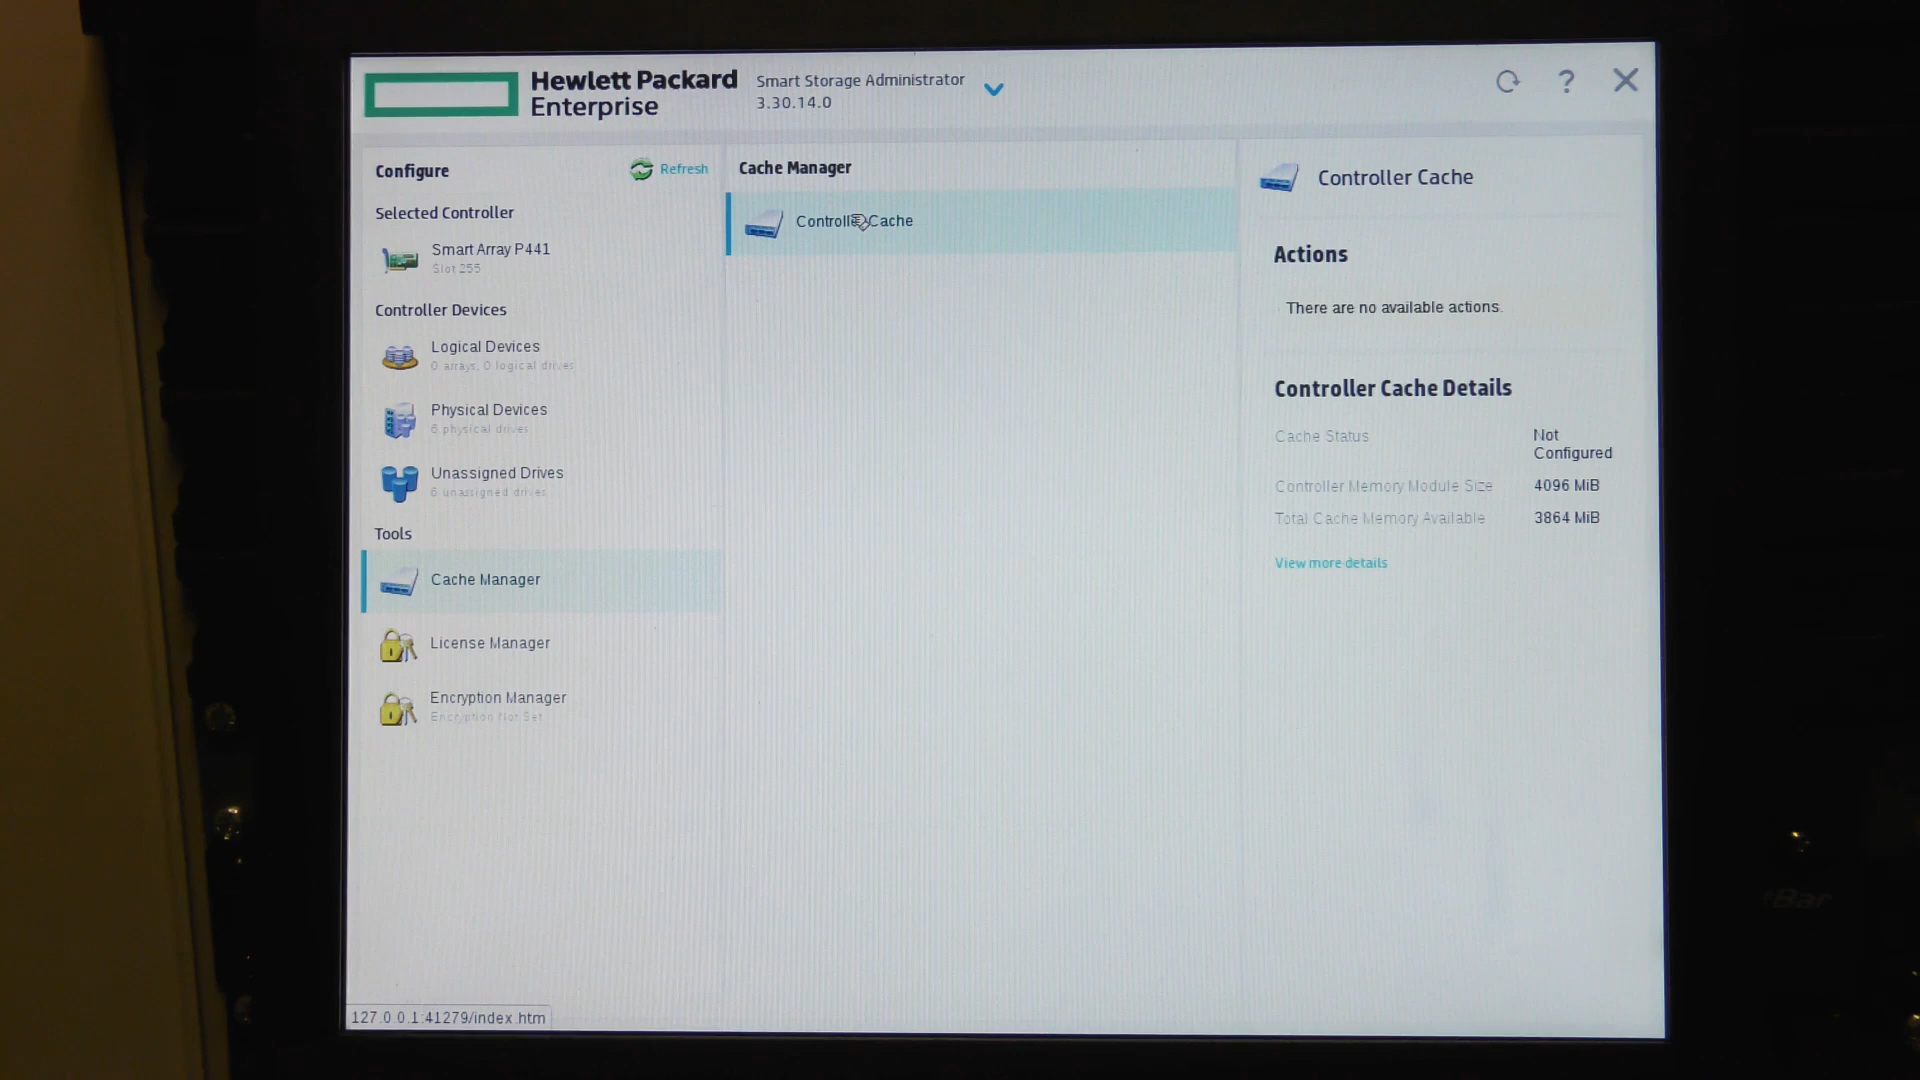 Hewlett Packard
Enterprise
Smart Storage Administrator
3.30.14.0
?
Configure
Refresh
Selected Controller
Smart Array P441
Slot 255
Controller Devices
Logical Devices
0 arrays, 0 logical drives
Physical Devices
6 physical drives
Unassigned Drives
6 unassigned drives
Tools
Cache Manager
License Manager
Encryption Manager
Encryption Not Set
Cache Manager
Controller Cache
Controller Cache
Actions
There are no available actions.
Controller Cache Details
Cache Status Not
Configured
Controller Memory Module Size 4096 MiB
Total Cache Memory Available 3864 MiB
View more details
127.0.0.1:41279/index.htm